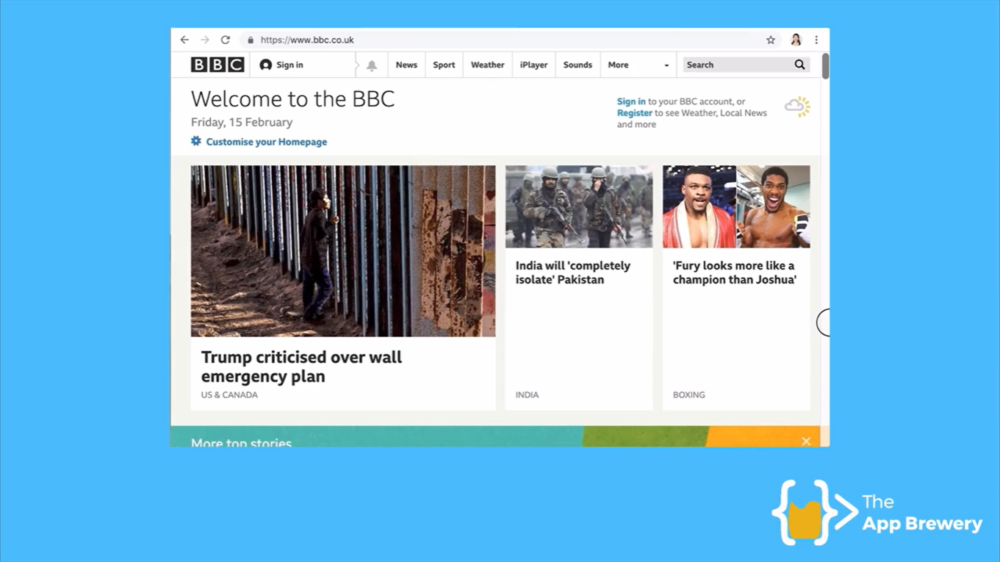 https://www.bbc.co.uk
BBC
Sign in
News
Sport
Weather
iPlayer
Sounds
More
Search
Welcome to the BBC
Friday, 15 February
Customise your Homepage
Sign in to your BBC account, or
Register to see Weather, Local News
and more
Trump criticised over wall
emergency plan
US & CANADA
India will 'completely
isolate' Pakistan
INDIA
'Fury looks more like a
champion than Joshua'
BOXING
More top stories
The
App Brewery